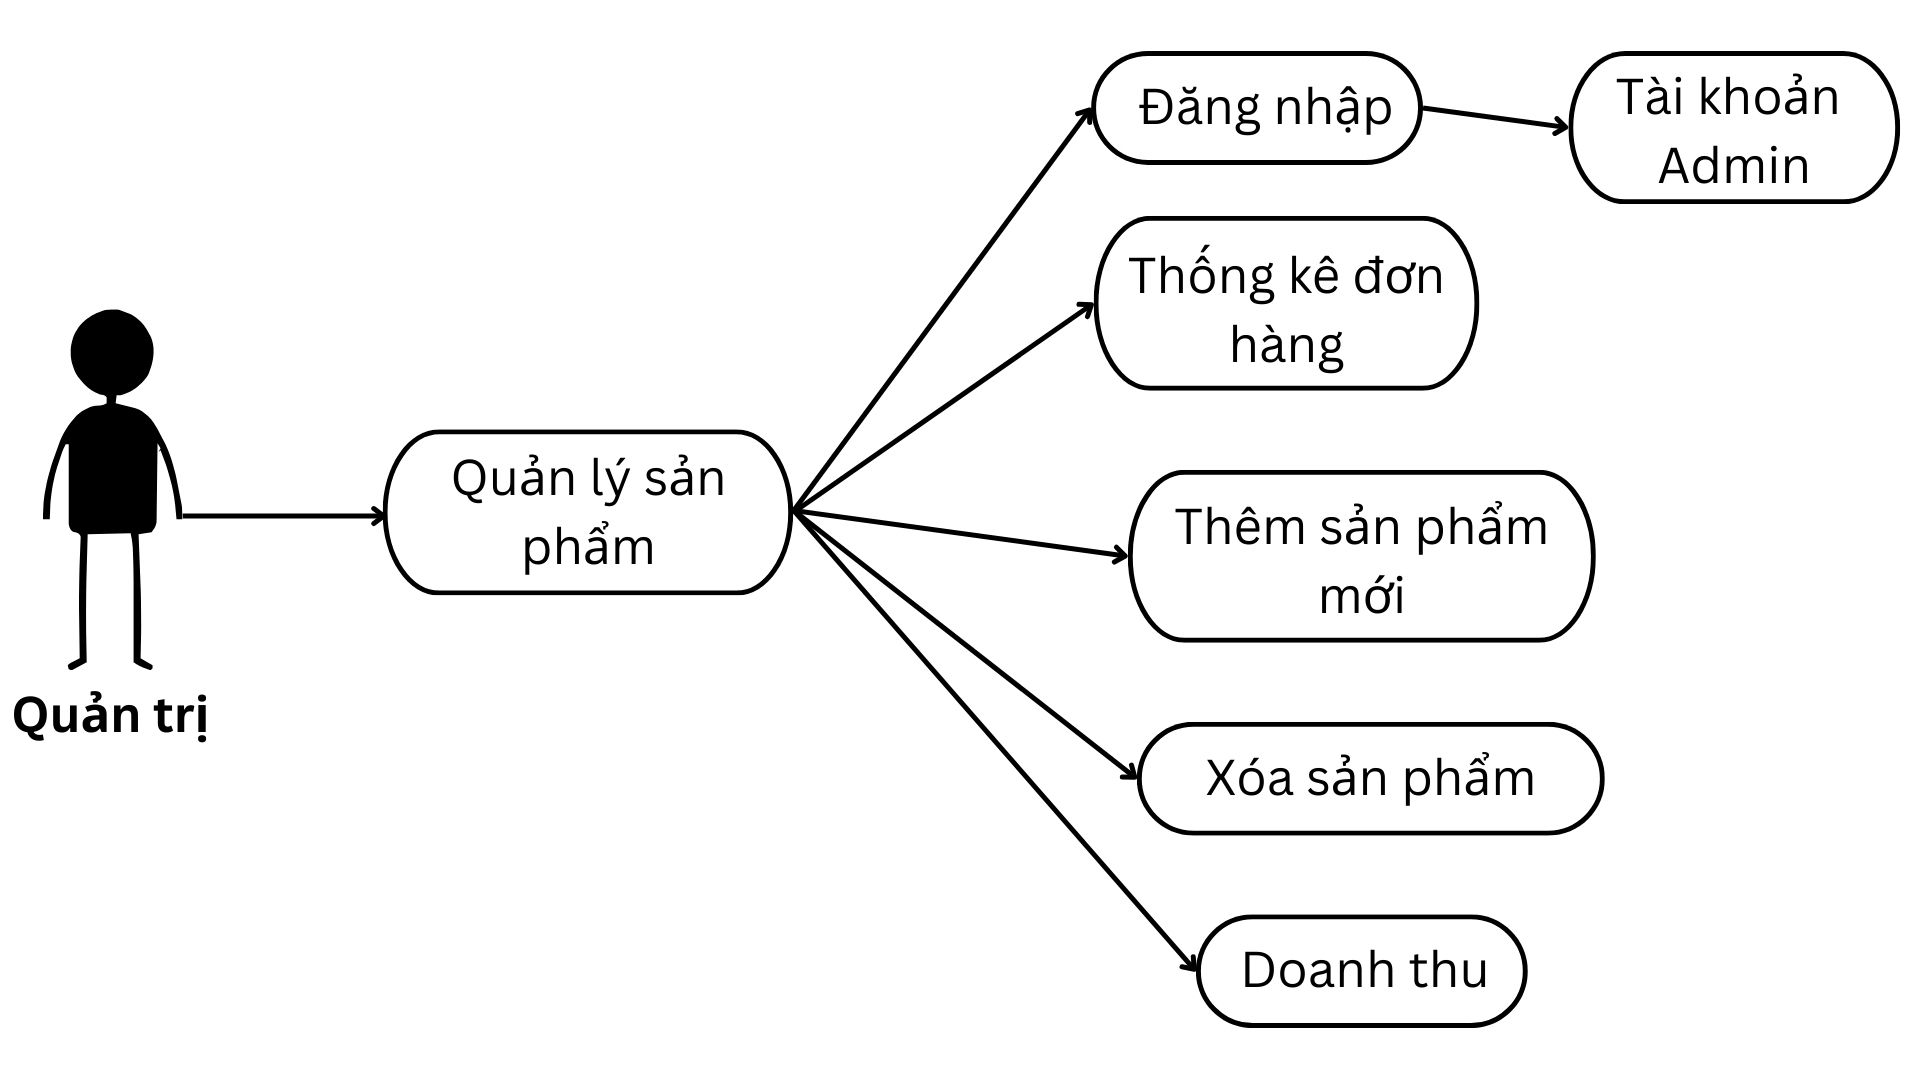 Đăng nhập
Tài khoản
Admin
Thống kê đơn
hàng
Quản lý sản
phẩm
Thêm sản phẩm
mới
Quản trị
Xóa sản phẩm
Doanh thu